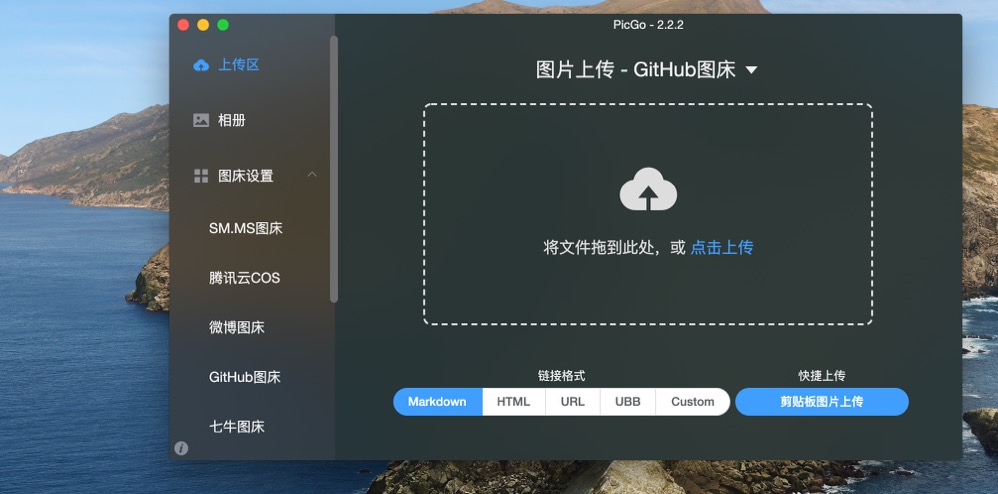 PicGo - 2.2.2
上传区
相册
图床设置
SM.MS图床
腾讯云COS
微博图床
GitHub图床
七牛图床
图片上传 - GitHub图床
将文件拖到此处，或 点击上传
链接格式
Markdown HTML URL UBB Custom
快捷上传
剪贴板图片上传